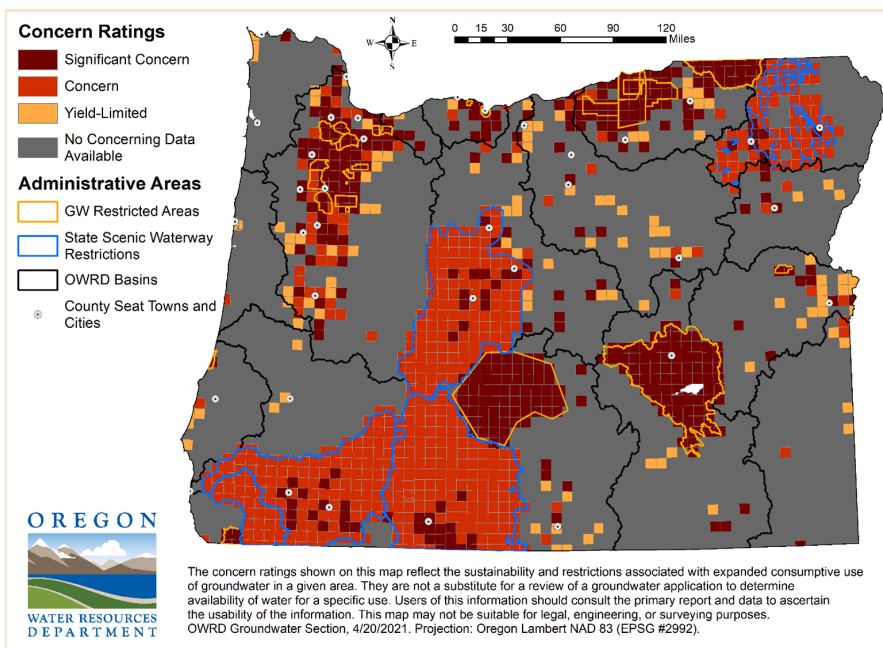 Concern Ratings
Significant Concern
Concern
Yield-Limited
No Concerning Data
Available
Administrative Areas
GW Restricted Areas
State Scenic Waterway
Restrictions
OWRD Basins
County Seat Towns and
Cities
N
W
E
S
0 15 30 60 90 120
Miles
OREGON
WATER RESOURCES
DEPARTMENT
The concern ratings shown on this map reflect the sustainability and restrictions associated with expanded consumptive use
of groundwater in a given area. They are not a substitute for a review of a groundwater application to determine
availability of water for a specific use. Users of this information should consult the primary report and data to ascertain
the usability of the information. This map may not be suitable for legal, engineering, or surveying purposes.
OWRD Groundwater Section, 4/20/2021. Projection: Oregon Lambert NAD 83 (EPSG #2992).